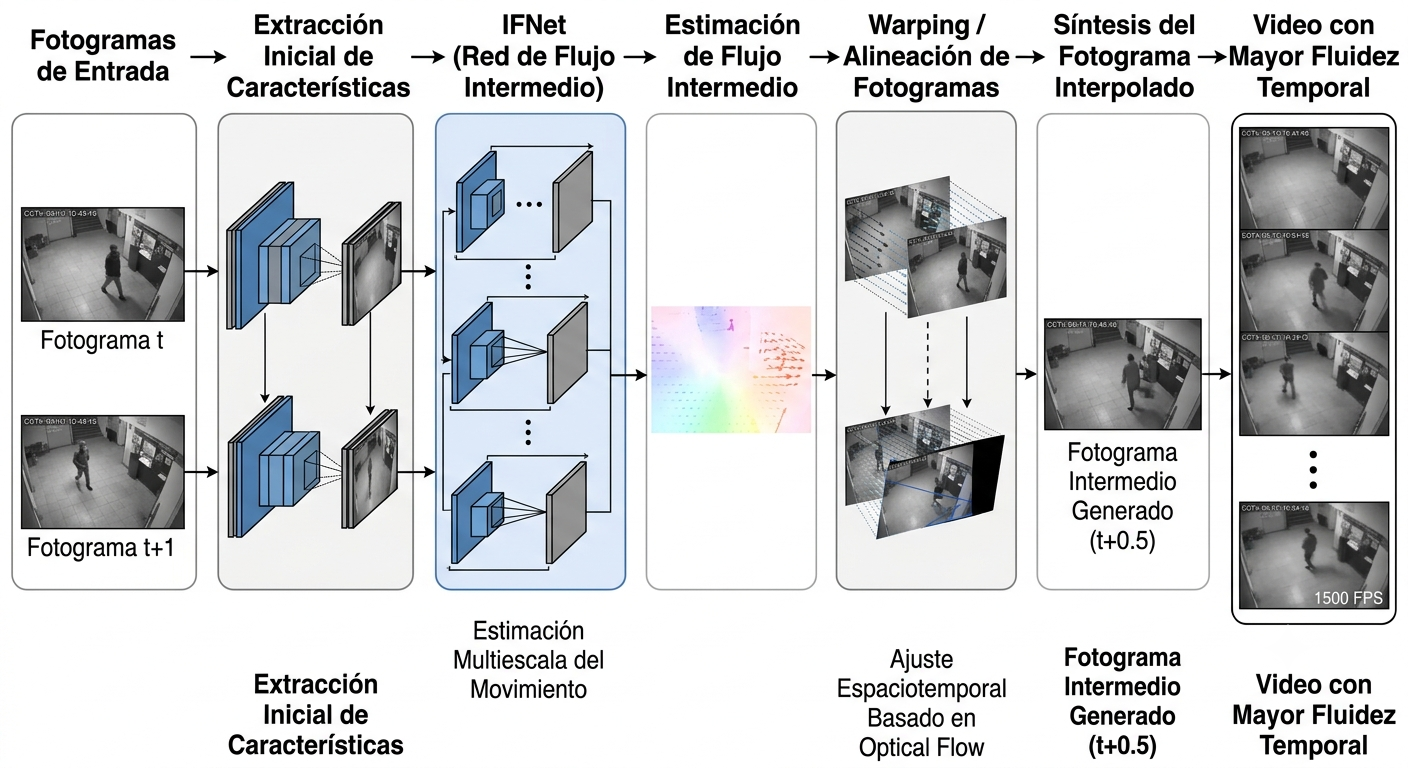 Fotogramas
de Entrada
Extracción
Inicial de
Características
IFNet
(Red de Flujo
Intermedio)
Estimación
de Flujo
Intermedio
Warping /
Alineación de
Fotogramas
Síntesis del
Fotograma
Interpolado
Video con
Mayor Fluidez
Temporal
Fotograma t
Fotograma t+1
Fotograma
Intermedio
Generado
(t+0.5)
1500 FPS
Estimación
Multiescala del
Movimiento
Extracción
Inicial de
Características
Ajuste
Espaciotemporal
Basado en
Optical Flow
Fotograma
Intermedio
Generado
(t+0.5)
Video con
Mayor Fluidez
Temporal